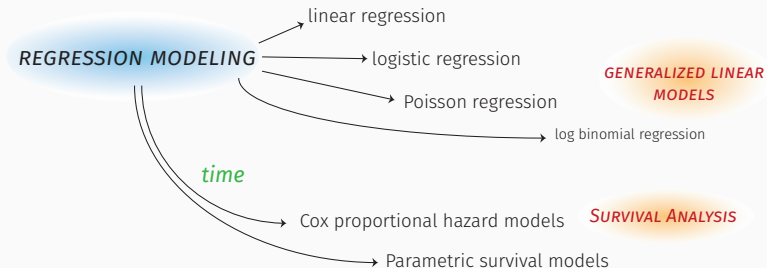 linear regression
REGRESSION MODELING
logistic regression
GENERALIZED LINEAR
MODELS
Poisson regression
log binomial regression
time
Cox proportional hazard models
SURVIVAL ANALYSIS
Parametric survival models